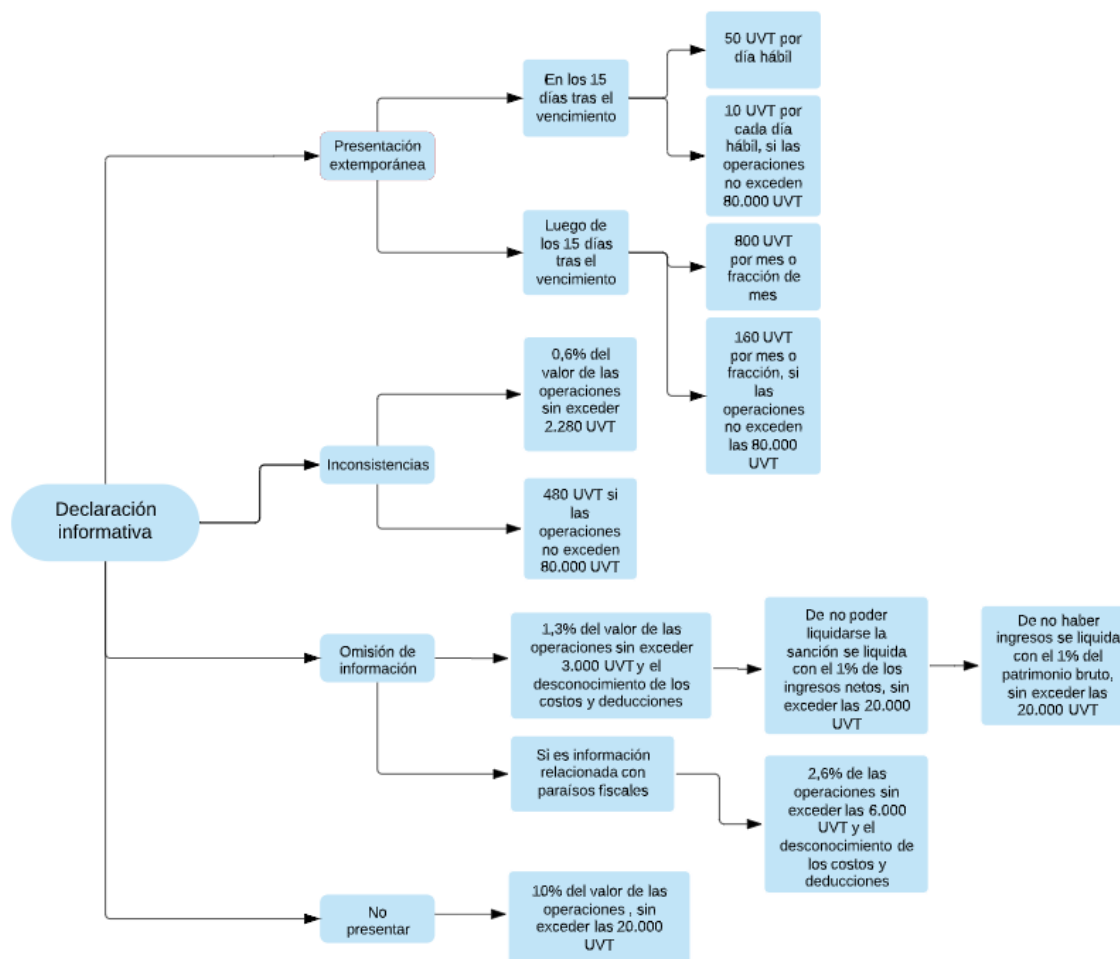 Declaración
informativa
Presentación
extemporánea
En los 15
días tras el
vencimiento
50 UVT por
día hábil
10 UVT por
cada día
hábil, si las
operaciones
no exceden
80.000 UVT
Luego de
los 15 días
tras el
vencimiento
800 UVT
por mes o
fracción de
mes
160 UVT
por mes o
fracción, si
las
operaciones
no exceden
las 80.000
UVT
Inconsistencias
0,6% del
valor de las
operaciones
sin exceder
2.280 UVT
480 UVT si
las
operaciones
no exceden
80.000 UVT
Omisión de
información
1,3% del valor de las
operaciones sin exceder
3.000 UVT y el
desconocimiento de los
costos y deducciones
De no poder
liquidarse la
sanción se liquida
con el 1% de los
ingresos netos, sin
exceder las 20.000
UVT
De no haber
ingresos se liquida
con el 1% del
patrimonio bruto,
sin exceder las
20.000 UVT
Si es información
relacionada con
paraísos fiscales
2,6% de las
operaciones sin
exceder las 6.000
UVT y el
desconocimiento de
los costos y
deducciones
No
presentar
10% del valor de las
operaciones , sin
exceder las 20.000
UVT